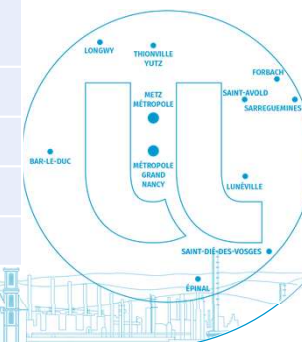 LONGWY
THIONVILLE
YUTZ
FORBACH
METZ
MÉTROPOLE
SAINT-AVOLD
SARREGUEMINES
BAR-LE-DUC
MÉTROPOLE
GRAND
NANCY
LUNÉVILLE
SAINT-DIÉ-DES-VOSGES
ÉPINAL